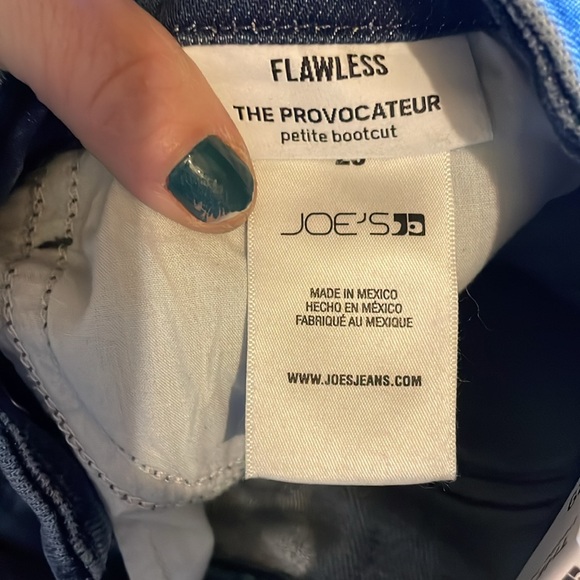 FLAWLESS
THE PROVOCATEUR
petite bootcut
JOE'S
MADE IN MEXICO
HECHO EN MÉXICO
FABRIQUÉ AU MEXIQUE
WWW.JOESJEANS.COM